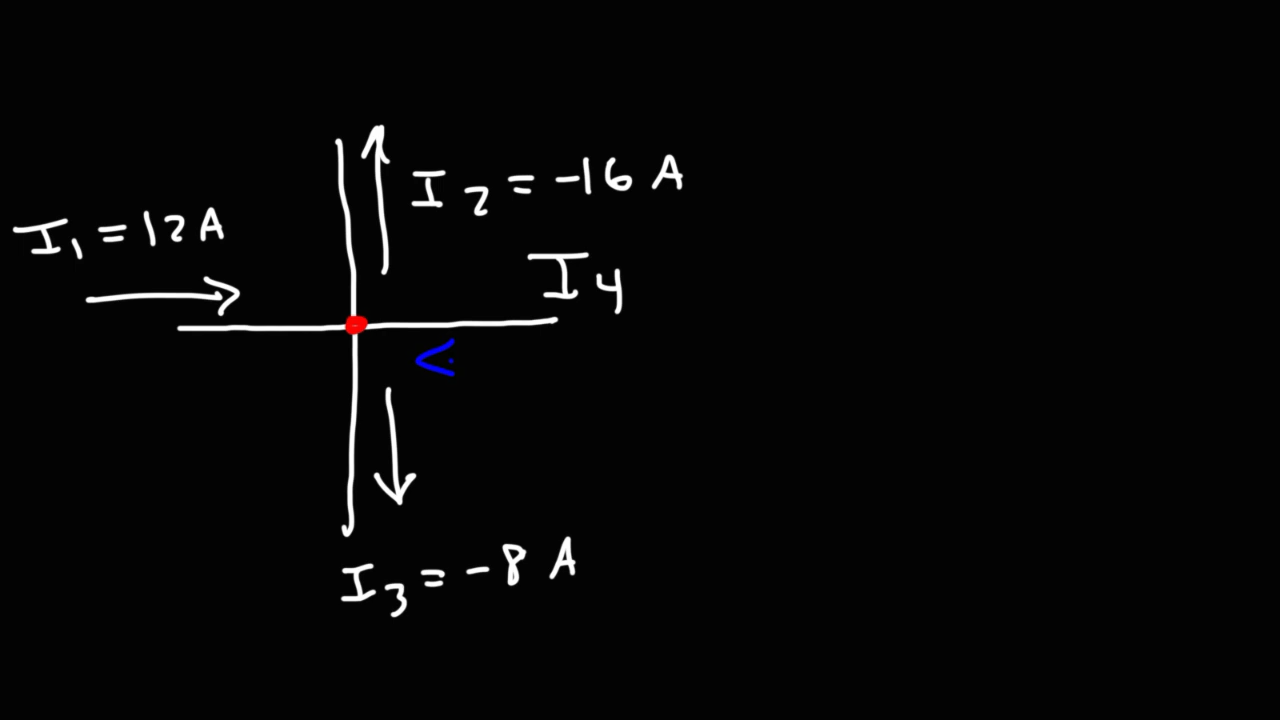 I₂ = -16 A
I₁ = 12 A
I₄
I₃ = -8 A